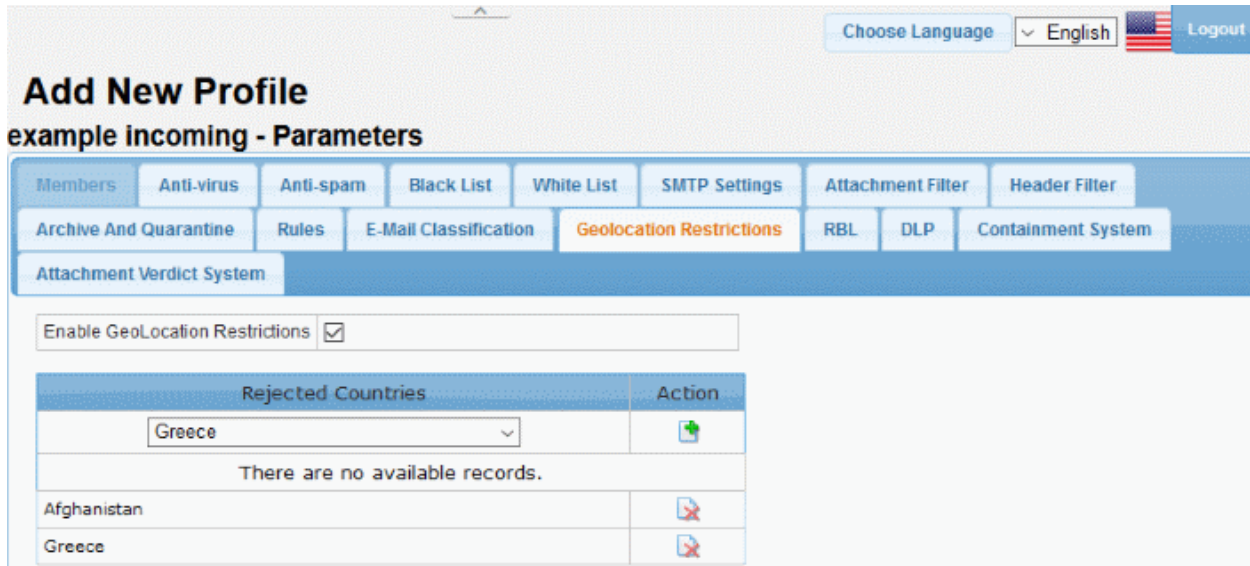 Choose Language English Logout
Add New Profile
example incoming - Parameters
Members Anti-virus Anti-spam Black List White List SMTP Settings Attachment Filter Header Filter
Archive And Quarantine Rules E-Mail Classification Geolocation Restrictions RBL DLP Containment System
Attachment Verdict System
Enable GeoLocation Restrictions
Rejected Countries Action
Greece
There are no available records.
Afghanistan
Greece